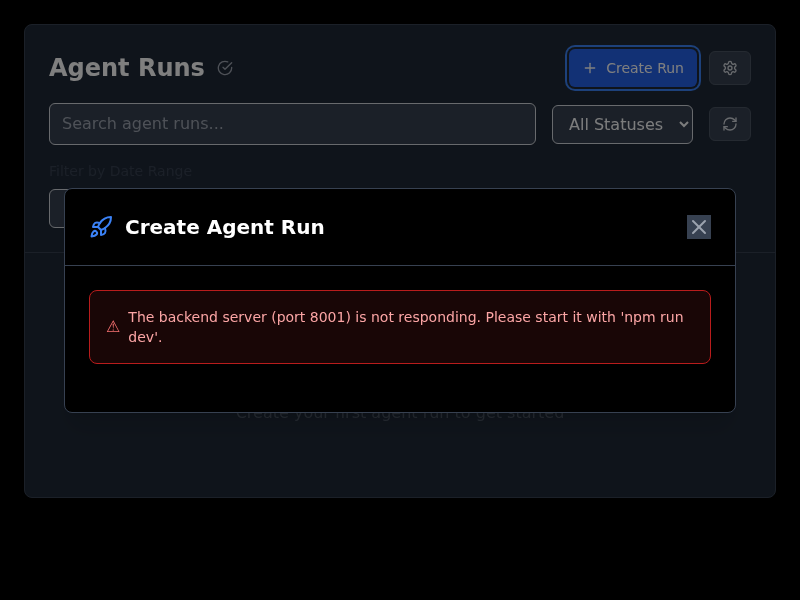 Agent Runs
Create Run
Search agent runs...
All Statuses
Filter by Date Range
Create Agent Run
The backend server (port 8001) is not responding. Please start it with 'npm run
dev'.
Create your first agent run to get started